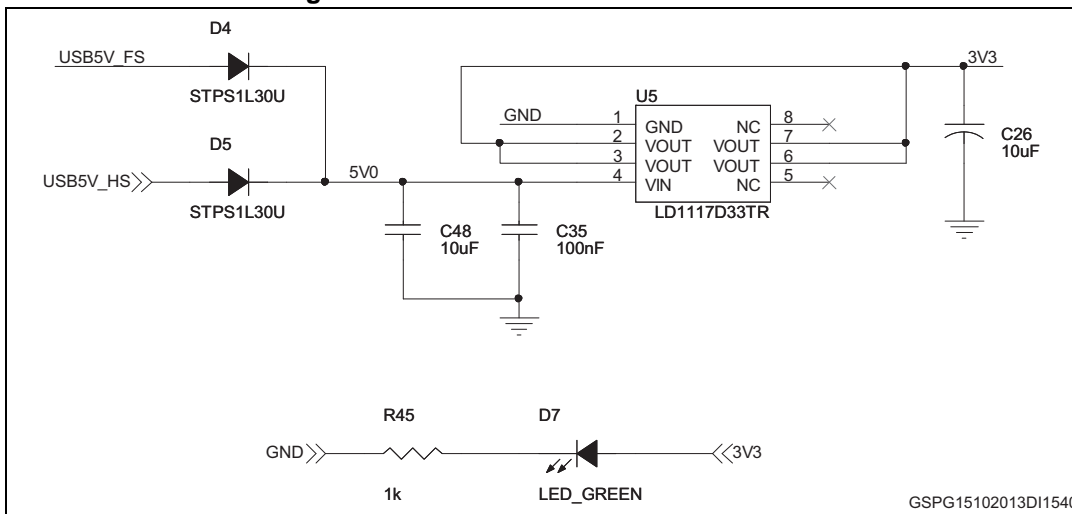 D4
USB5V_FS
STPS1L30U
D5
USB5V_HS
STPS1L30U
5V0
C48
10uF
C35
100nF
U5
GND
1
2
3
4
GND
VOUT
VOUT
VIN
NC
VOUT
VOUT
NC
8
7
6
5
LD1117D33TR
3V3
C26
10uF
R45
D7
GND
3V3
1k
LED_GREEN
GSPG15102013DI1540